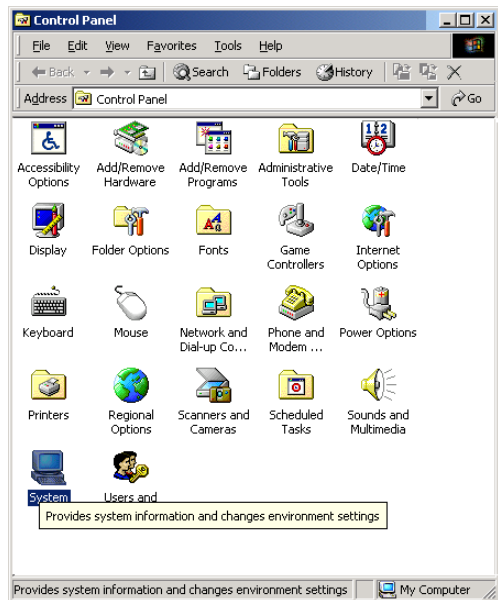 Control Panel
File Edit View Favorites Tools Help
Back Search Folders History
Address Control Panel Go
Accessibility Options
Add/Remove Hardware
Add/Remove Programs
Administrative Tools
Date/Time
12
Display
Folder Options
Fonts
Game Controllers
Internet Options
Keyboard
Mouse
Network and Dial-up Co...
Phone and Modem ...
Power Options
Printers
Regional Options
Scanners and Cameras
Scheduled Tasks
Sounds and Multimedia
System
Users and
Provides system information and changes environment settings
Provides system information and changes environment settings My Computer